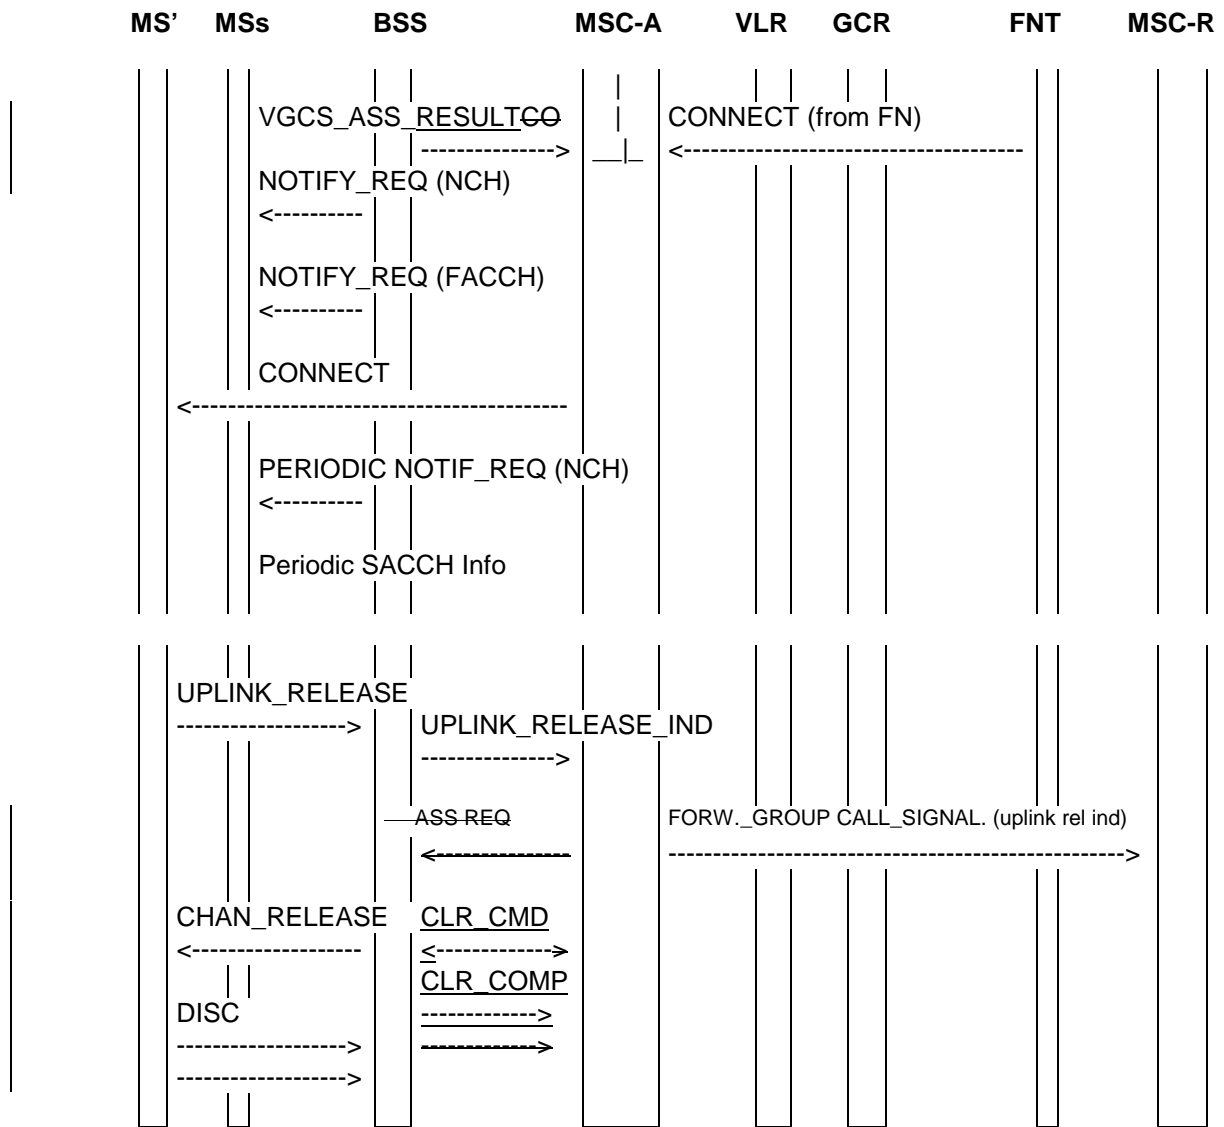 MS’ MSs BSS MSC-A VLR GCR FNT MSC-R
VGCS_ASS_RESULTCO | CONNECT (from FN)
---------------> __|_ <-------------------------------------
NOTIFY_REQ (NCH)
<----------
NOTIFY_REQ (FACCH)
<----------
CONNECT
<-----------------------------------------
PERIODIC NOTIF_REQ (NCH)
<----------
Periodic SACCH Info
UPLINK_RELEASE
------------------->
UPLINK_RELEASE_IND
--------------->
ASS REQ FORW._GROUP CALL_SIGNAL. (uplink rel ind)
<--------------- -------------------------------------------------->
CHAN_RELEASE CLR_CMD
<------------------- <------------->
CLR_COMP
DISC ------------->
-------------------> ------------->
------------------->